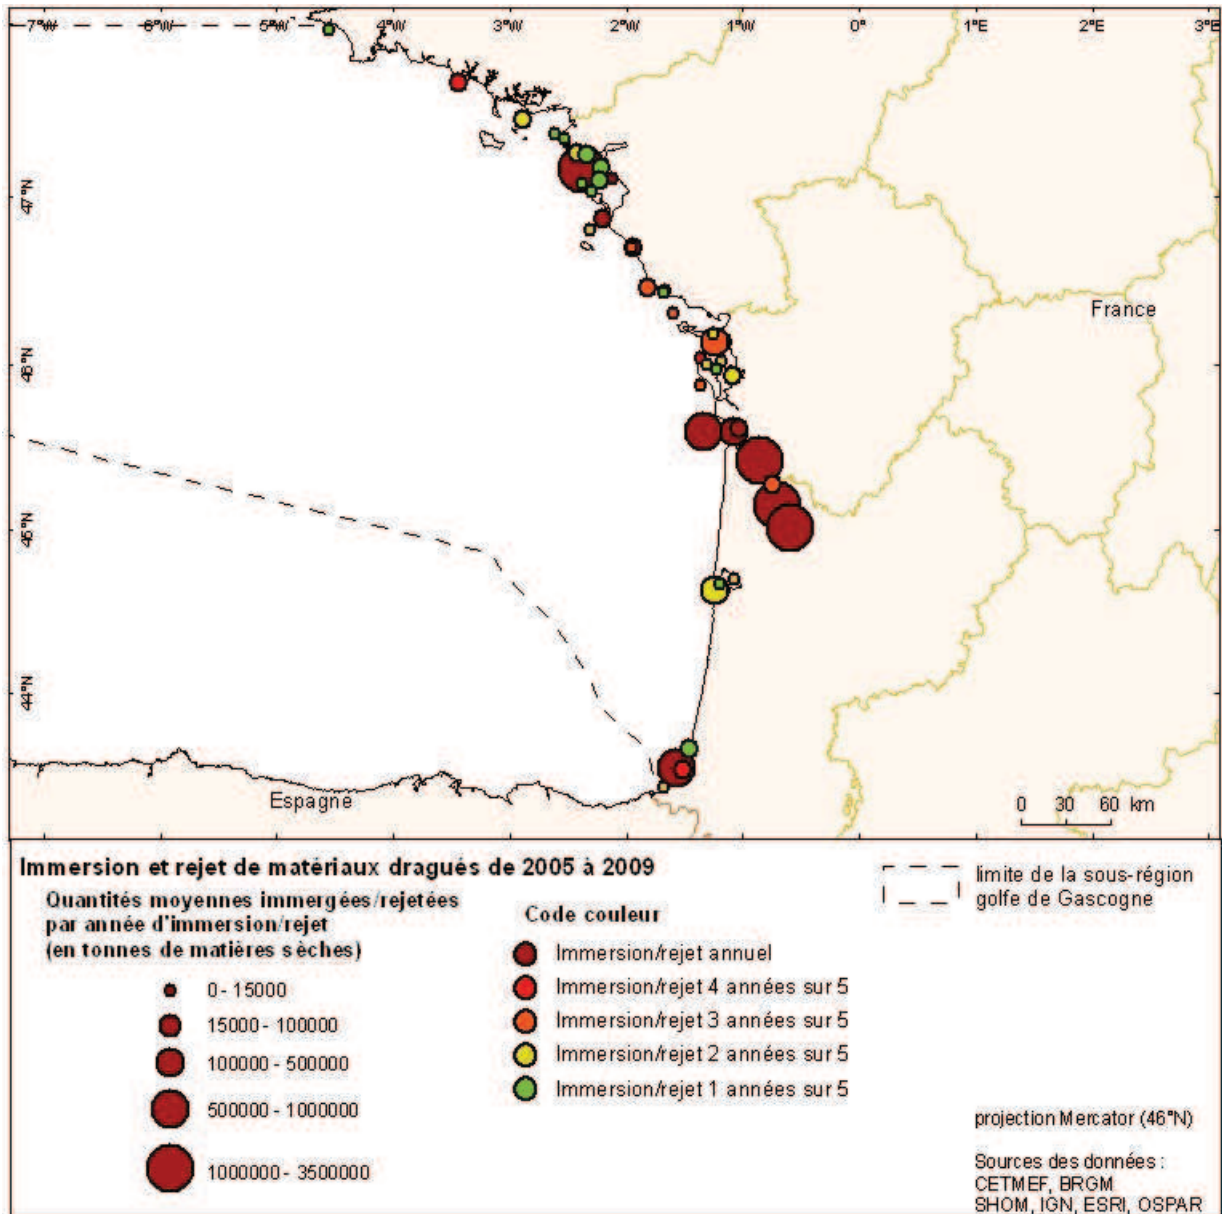 7°W 6°W 5°W 4°W 3°W 2°W 1°W 0° 1°E 2°E 3°E
47°N
46°N
45°N
44°N
France
Espagne
0 30 60 km
Immersion et rejet de matériaux dragués de 2005 à 2009
Quantités moyennes immergées/rejetées
par année d'immersion/rejet
(en tonnes de matières sèches)
0 - 15000
15000 - 100000
100000 - 500000
500000 - 1000000
1000000 - 3500000
Code couleur
Immersion/rejet annuel
Immersion/rejet 4 années sur 5
Immersion/rejet 3 années sur 5
Immersion/rejet 2 années sur 5
Immersion/rejet 1 années sur 5
limite de la sous-région
golfe de Gascogne
projection Mercator (46°N)
Sources des données :
CETMEF, BRGM
SHOM, IGN, ESRI, OSPAR